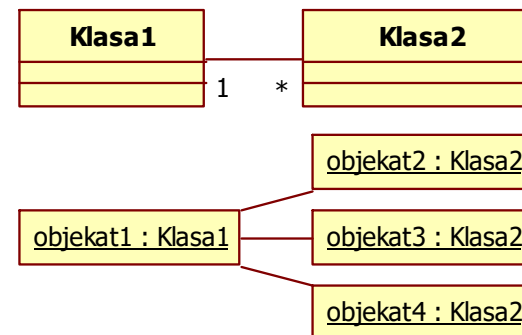 Klasa1 Klasa2
1 *
objekat2 : Klasa2
objekat1 : Klasa1 objekat3 : Klasa2
objekat4 : Klasa2